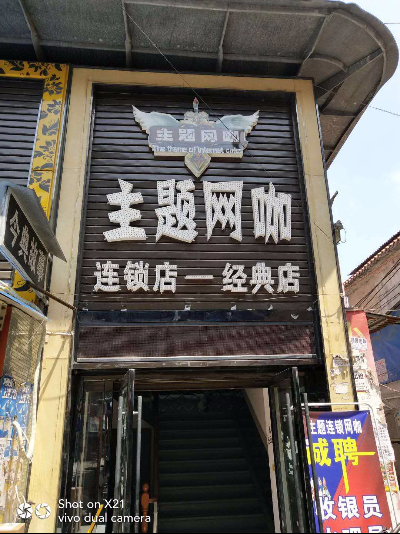 主题网咖
The theme of Internet cafes
主题网咖
连锁店一经典店
主题连锁网咖
诚聘
收银员
Shot on X21
vivo dual camera